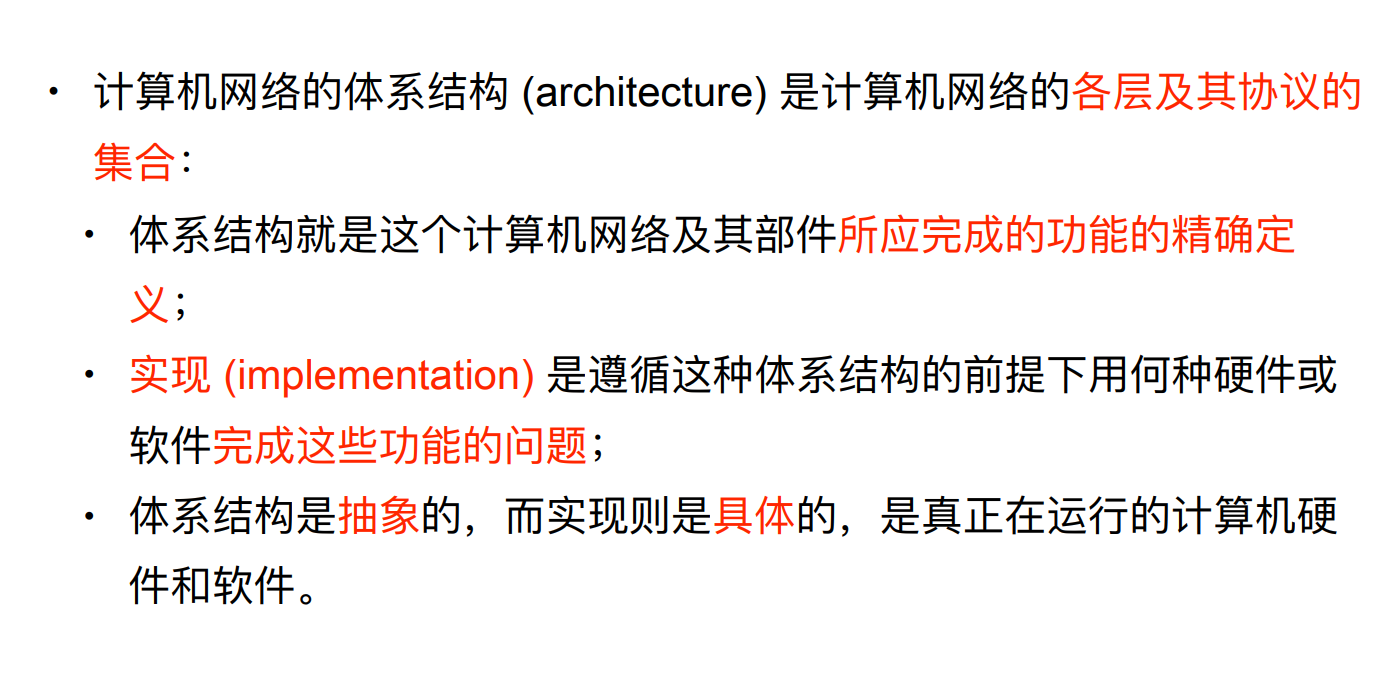 • 计算机网络的体系结构 (architecture) 是计算机网络的各层及其协议的
集合：
• 体系结构就是这个计算机网络及其部件所应完成的功能的精确定
义；
• 实现 (implementation) 是遵循这种体系结构的前提下用何种硬件或
软件完成这些功能的问题；
• 体系结构是抽象的，而实现则是具体的，是真正在运行的计算机硬
件和软件。